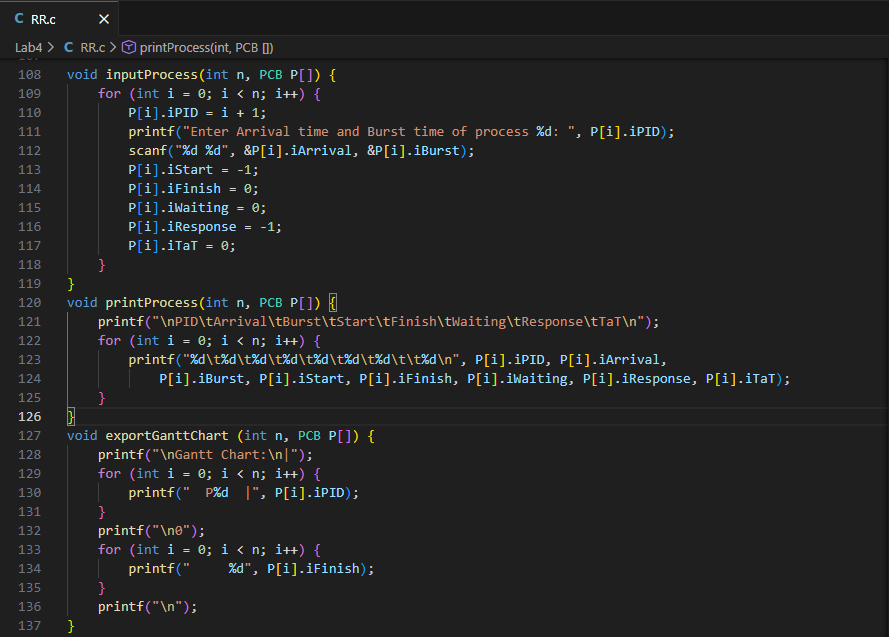 C RR.c ×
Lab4 > C RR.c > printProcess(int, PCB [])
108 void inputProcess(int n, PCB P[]) {
109 for (int i = 0; i < n; i++) {
110 P[i].iPID = i + 1;
111 printf("Enter Arrival time and Burst time of process %d: ", P[i].iPID);
112 scanf("%d %d", &P[i].iArrival, &P[i].iBurst);
113 P[i].iStart = -1;
114 P[i].iFinish = 0;
115 P[i].iWaiting = 0;
116 P[i].iResponse = -1;
117 P[i].iTaT = 0;
118 }
119 }
120 void printProcess(int n, PCB P[]) {
121 printf("\nPID\tArrival\tBurst\tStart\tFinish\tWaiting\tResponse\tTaT\n");
122 for (int i = 0; i < n; i++) {
123 printf("%d\t%d\t%d\t%d\t%d\t%d\t%d\t\t%d\n", P[i].iPID, P[i].iArrival,
124 P[i].iBurst, P[i].iStart, P[i].iFinish, P[i].iWaiting, P[i].iResponse, P[i].iTaT);
125 }
126 }
127 void exportGanttChart (int n, PCB P[]) {
128 printf("\nGantt Chart:\n|");
129 for (int i = 0; i < n; i++) {
130 printf("  P%d  |", P[i].iPID);
131 }
132 printf("\n0");
133 for (int i = 0; i < n; i++) {
134 printf("     %d", P[i].iFinish);
135 }
136 printf("\n");
137 }